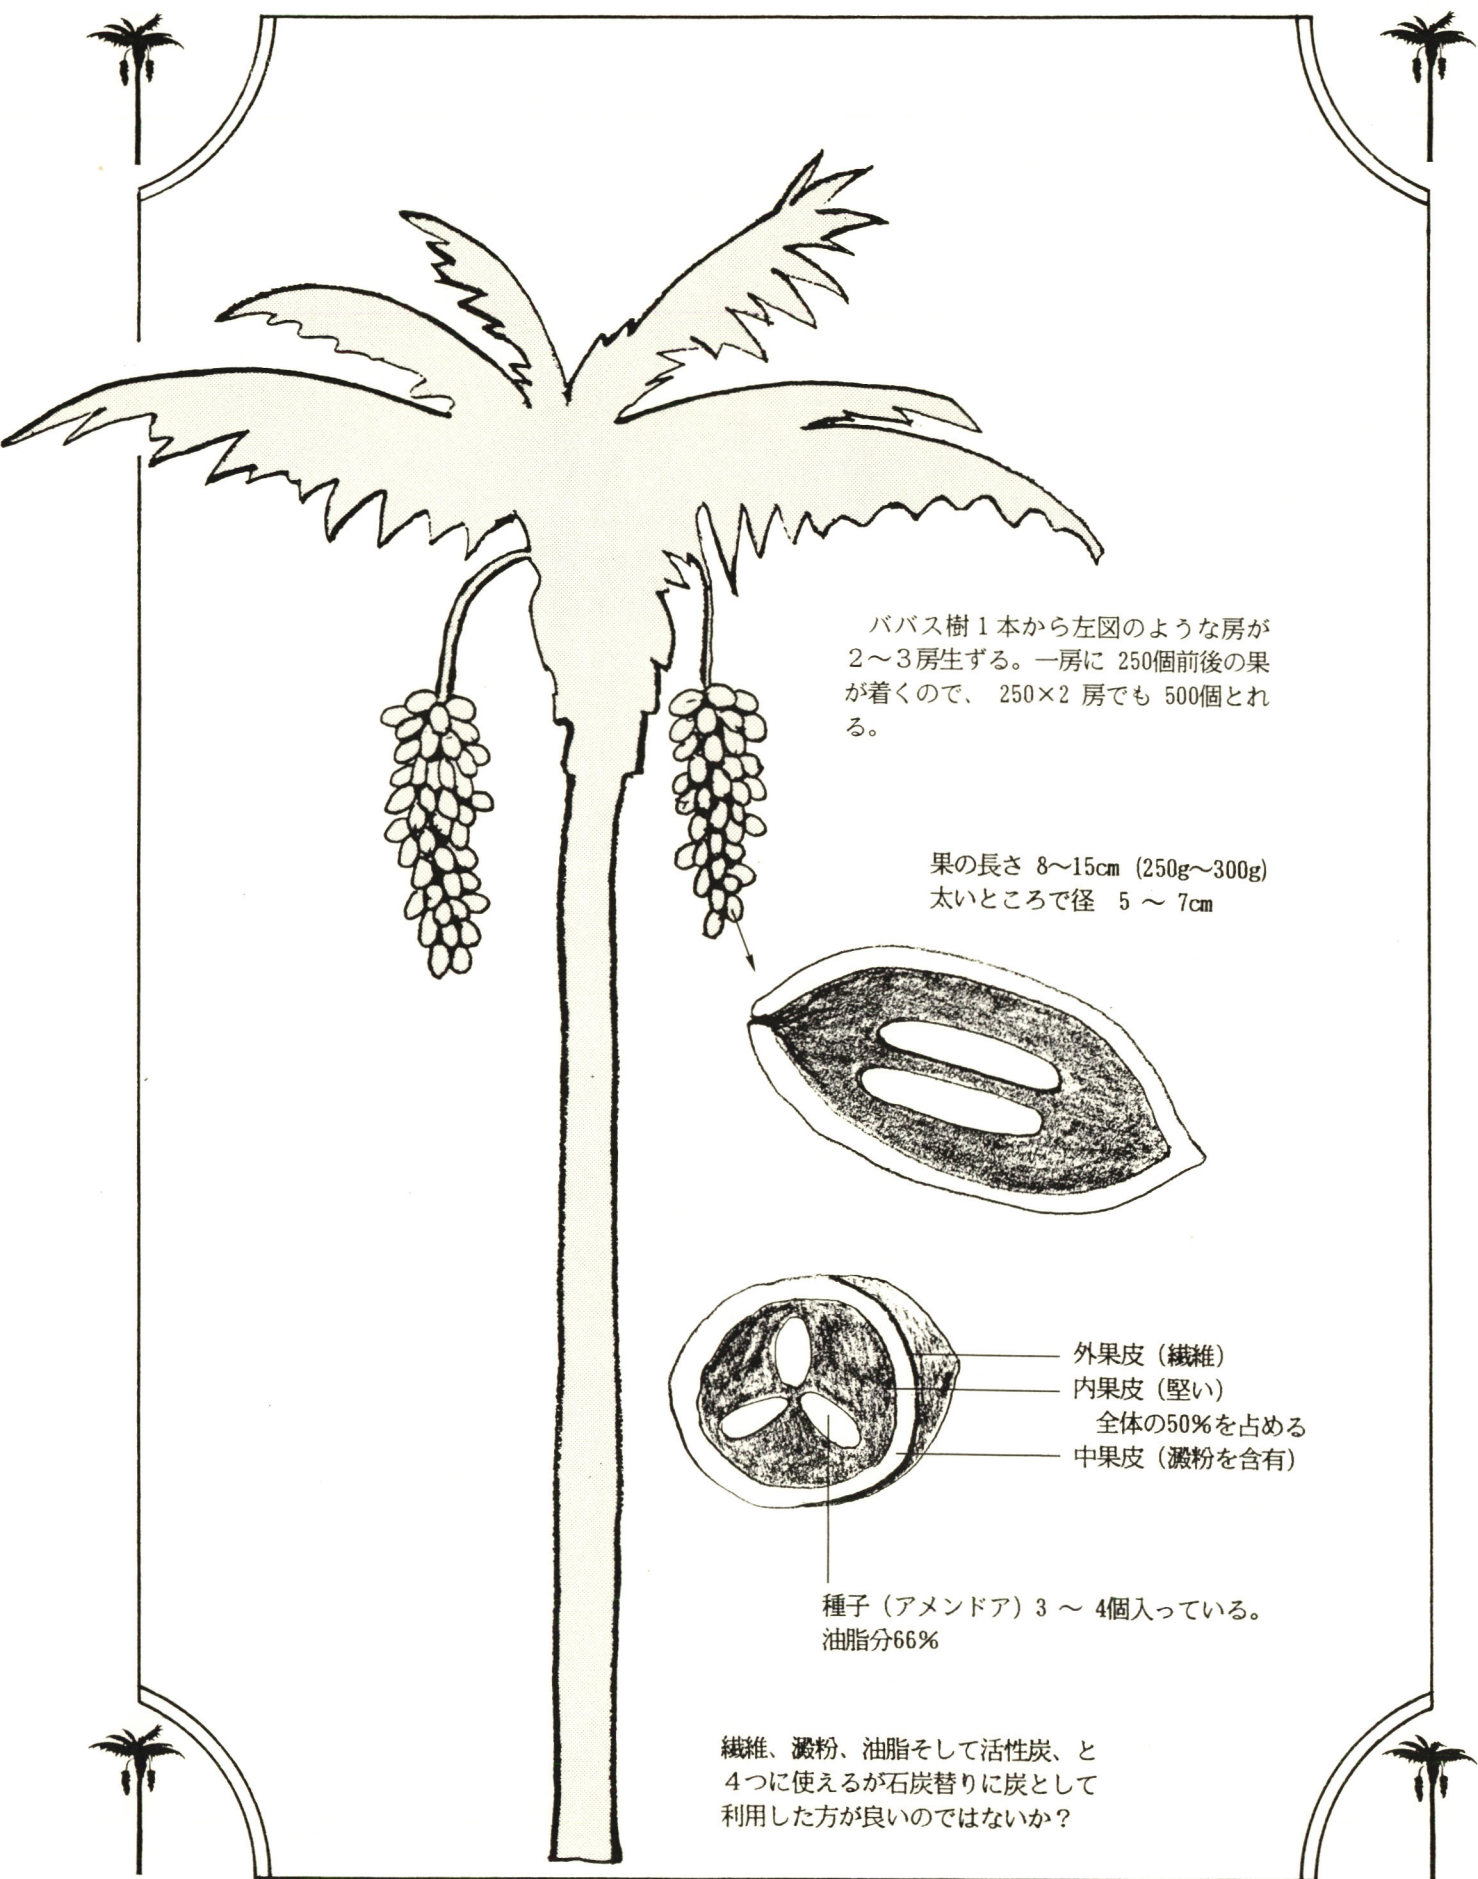 ババス樹1本から左図のような房が
2〜3房生ずる。一房に 250個前後の果
が着くので、 250×2 房でも 500個とれ
る。
果の長さ 8〜15cm (250g〜300g)
太いところで径 5 〜 7cm
外果皮（繊維）
内果皮（堅い）
全体の50%を占める
中果皮（澱粉を含有）
種子（アメンドア）3 〜 4個入っている。
油脂分66%
繊維、澱粉、油脂そして活性炭、と
4つに使えるが石炭替りに炭として
利用した方が良いのではないか？